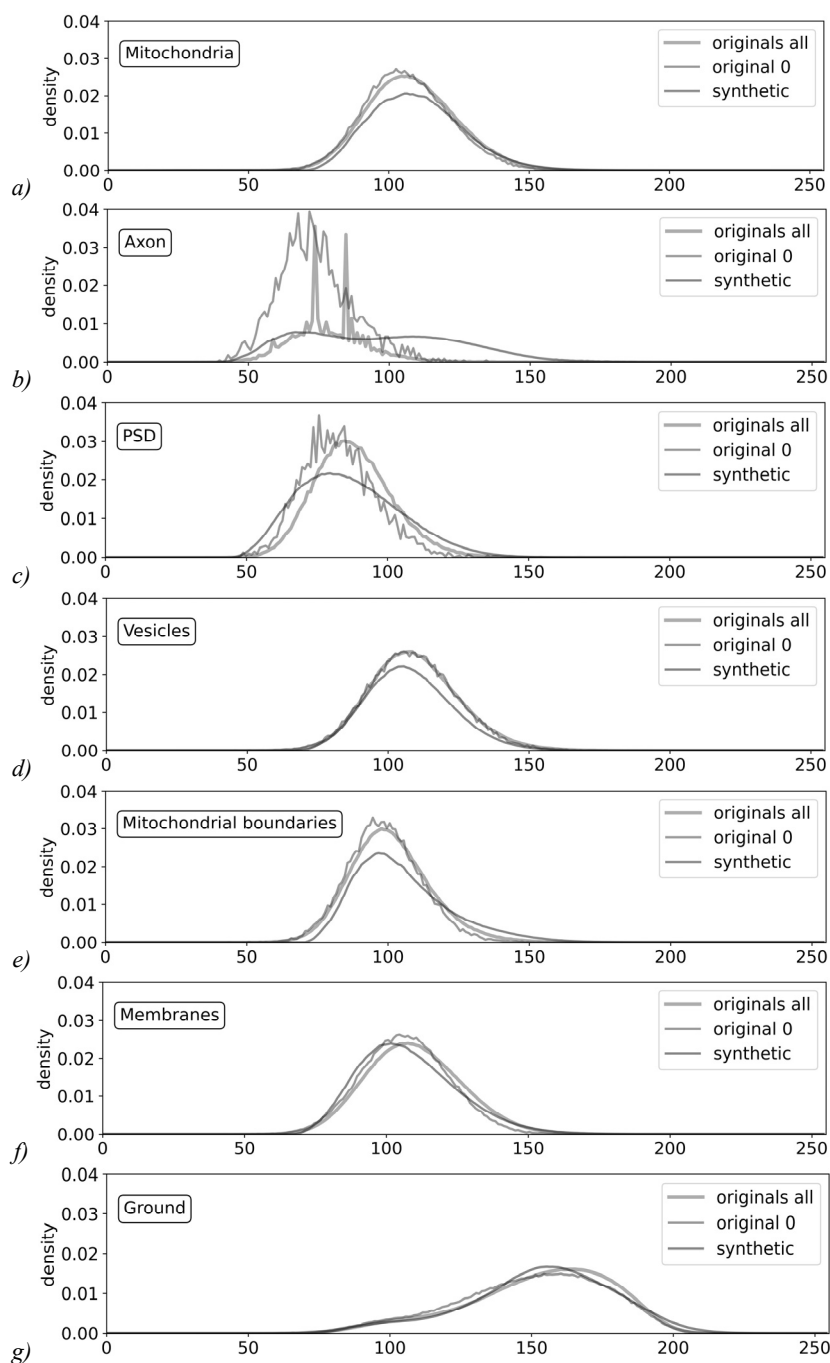 0.04
Mitochondria
originals all
0.03
original 0
0.02
synthetic
0.01
density
0.00
0 50 100 150 200 250
a)
0.04
Axon
originals all
0.03
original 0
0.02
synthetic
0.01
density
0.00
0 50 100 150 200 250
b)
0.04
PSD
originals all
0.03
original 0
0.02
synthetic
0.01
density
0.00
0 50 100 150 200 250
c)
0.04
Vesicles
originals all
0.03
original 0
0.02
synthetic
0.01
density
0.00
0 50 100 150 200 250
d)
0.04
Mitochondrial boundaries
originals all
0.03
original 0
0.02
synthetic
0.01
density
0.00
0 50 100 150 200 250
e)
0.04
Membranes
originals all
0.03
original 0
0.02
synthetic
0.01
density
0.00
0 50 100 150 200 250
f)
0.04
Ground
originals all
0.03
original 0
0.02
synthetic
0.01
density
0.00
0 50 100 150 200 250
g)